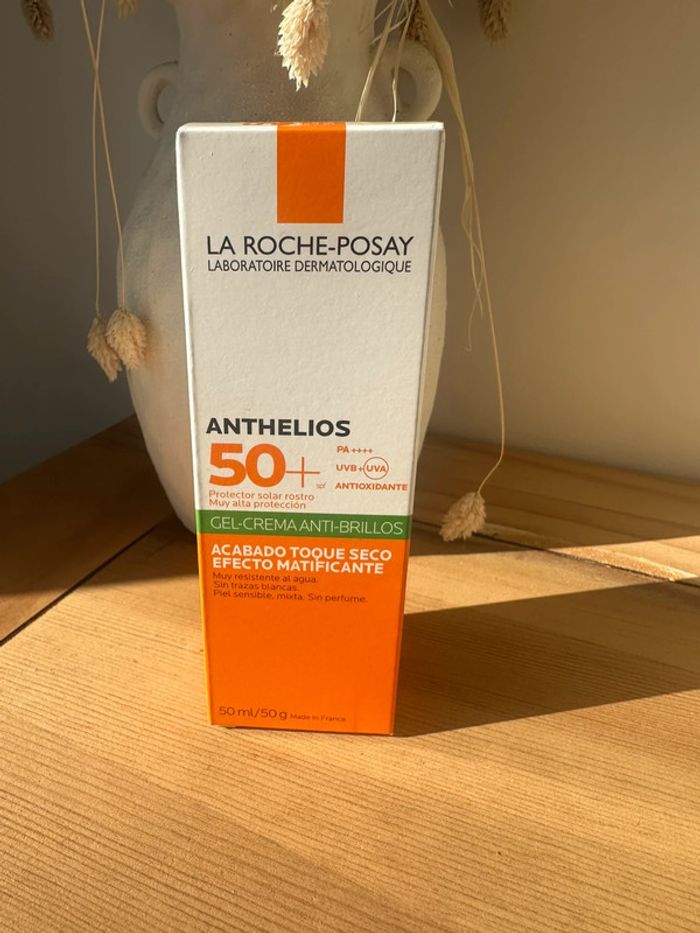 LA ROCHE-POSAY
LABORATOIRE DERMATOLOGIQUE
ANTHELIOS
50+ spf
PA++++
UVB+UVA
ANTIOXIDANTE
Protector solar rostro
Muy alta protección
GEL-CREMA ANTI-BRILLOS
ACABADO TOQUE SECO
EFECTO MATIFICANTE
Muy resistente al agua.
Sin trazas blancas.
Piel sensible, mixta. Sin perfume.
50 ml/50 g Made in France